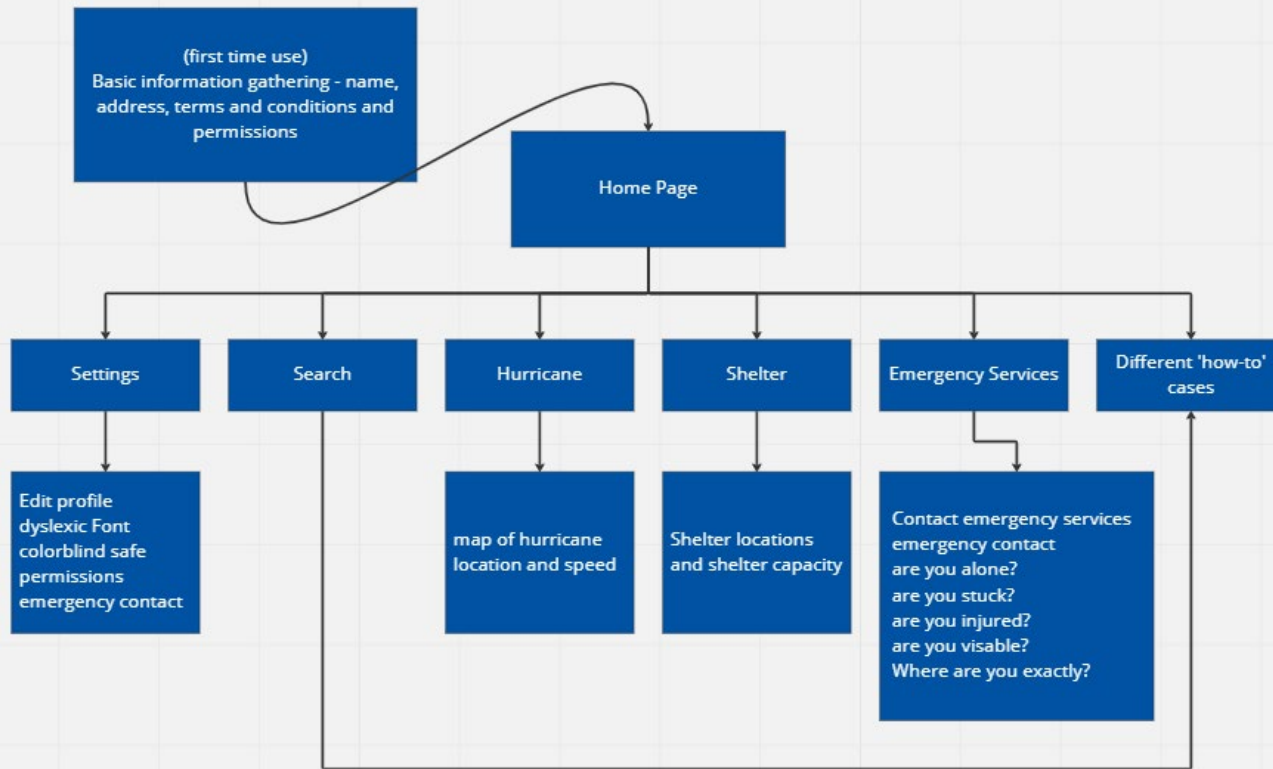 (first time use)
Basic information gathering - name,
address, terms and conditions and
permissions
Home Page
Settings
Search
Hurricane
Shelter
Emergency Services
Different 'how-to'
cases
Edit profile
dyslexic Font
colorblind safe
permissions
emergency contact
map of hurricane
location and speed
Shelter locations
and shelter capacity
Contact emergency services
emergency contact
are you alone?
are you stuck?
are you injured?
are you visable?
Where are you exactly?